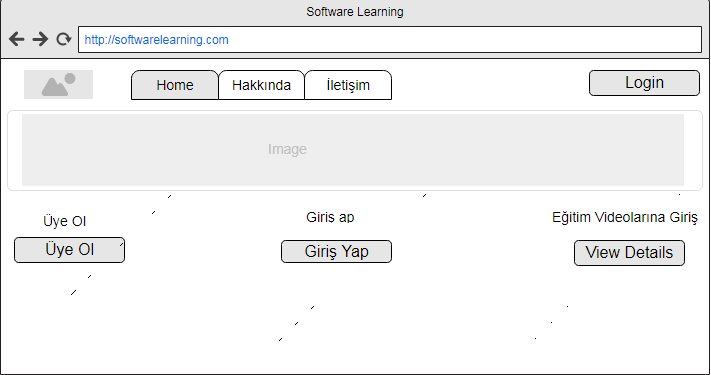 Software Learning
http://softwarelearning.com
Home Hakkında İletişim Login
Image
Üye Ol Giriş ap Eğitim Videolarına Giriş
Üye Ol Giriş Yap View Details